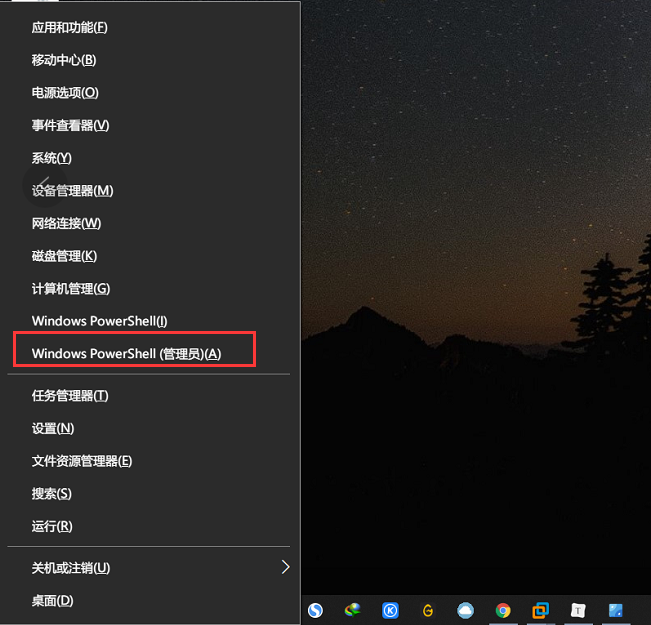 应用和功能(F)
移动中心(B)
电源选项(O)
事件查看器(V)
系统(Y)
设备管理器(M)
网络连接(W)
磁盘管理(K)
计算机管理(G)
Windows PowerShell(I)
Windows PowerShell (管理员)(A)
任务管理器(T)
设置(N)
文件资源管理器(E)
搜索(S)
运行(R)
关机或注销(U)
桌面(D)